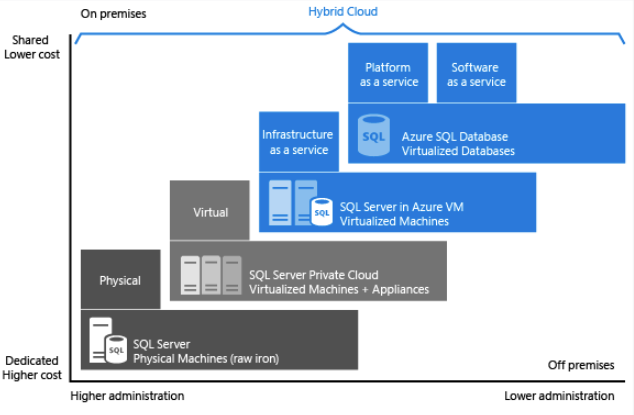 On premises
Hybrid Cloud
Shared
Lower cost
Platform
as a service
Software
as a service
Infrastructure
as a service
SQL
Azure SQL Database
Virtualized Databases
Virtual
SQL
SQL Server in Azure VM
Virtualized Machines
Physical
SQL Server Private Cloud
Virtualized Machines + Appliances
SQL
SQL Server
Physical Machines (raw iron)
Dedicated
Higher cost
Off premises
Higher administration
Lower administration